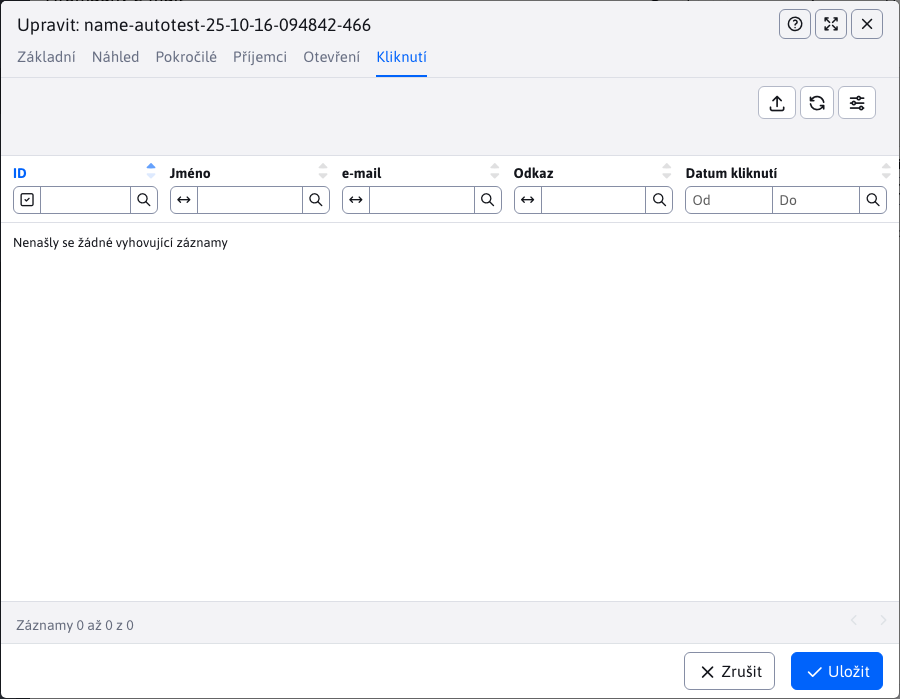 Upravit: name-autotest-25-10-16-094842-466
Základní Náhled Pokročilé Příjemci Otevření Kliknutí
ID Jméno e-mail Odkaz Datum kliknutí
Od Do
Nenašly se žádné vyhovující záznamy
Záznamy 0 až 0 z 0
Zrušit Uložit